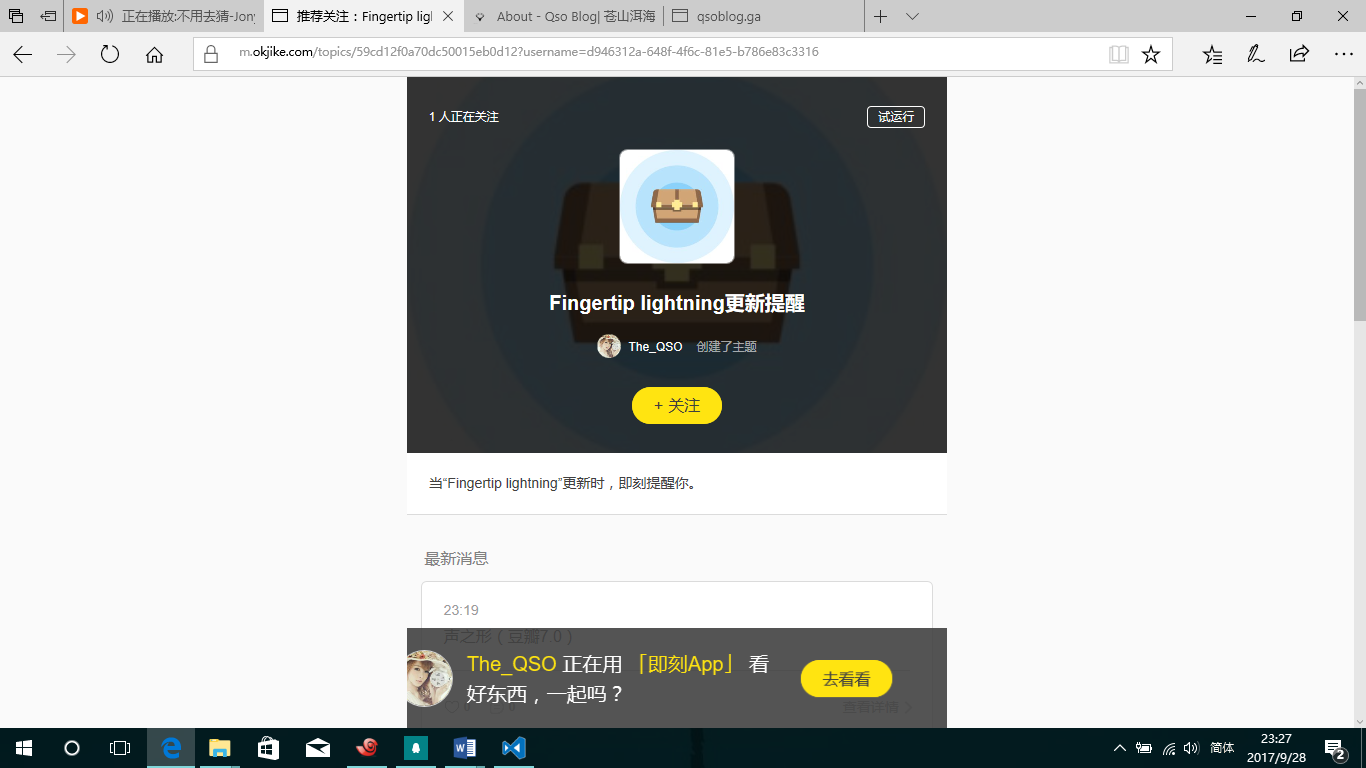 正在播放:不用去猜-Jony
推荐关注：Fingertip ligh
About - Qso Blog| 苍山洱海
qsoblog.ga
m.okjike.com/topics/59cd12f0a70dc50015eb0d12?username=d946312a-648f-4f6c-81e5-b786e83c3316
1 人正在关注
试运行
Fingertip lightning更新提醒
The_QSO 创建了主题
+ 关注
当“Fingertip lightning”更新时，即刻提醒你。
最新消息
23:19
声之形（豆瓣7.0）
The_QSO 正在用 「即刻App」 看
好东西，一起吗？
去看看
查看详情
简体
23:27
2017/9/28
2